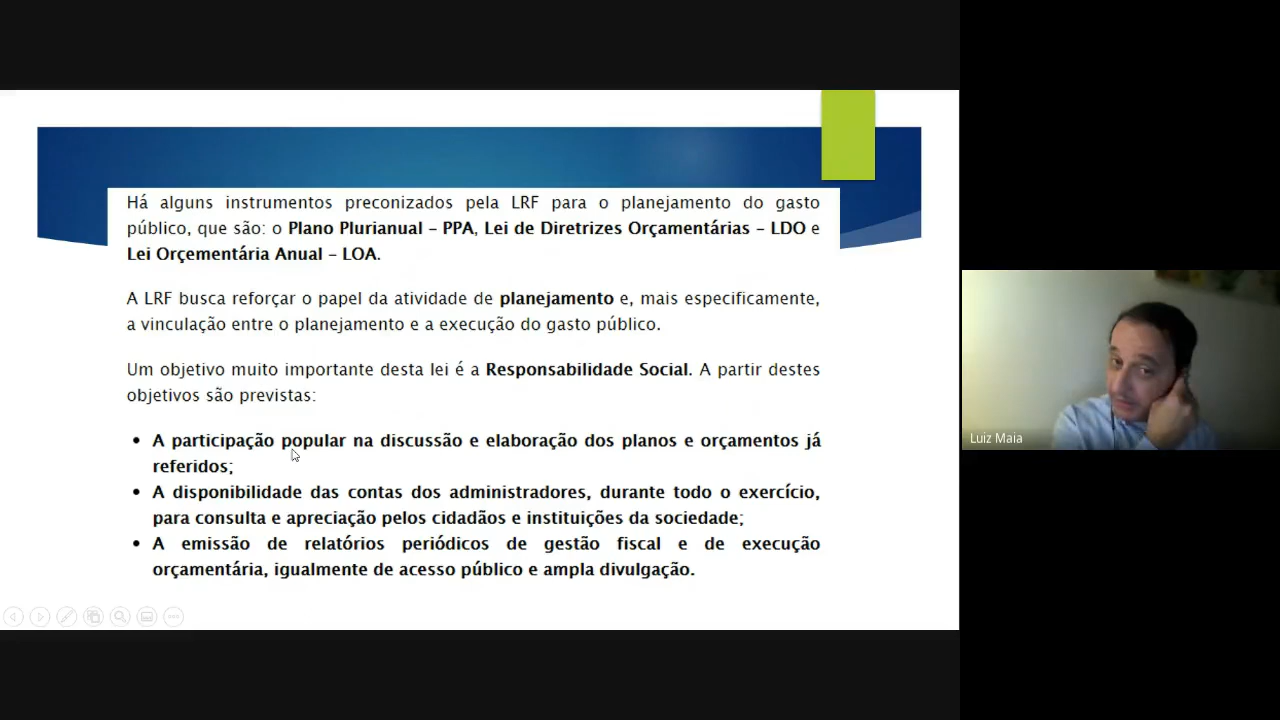 Há alguns instrumentos preconizados pela LRF para o planejamento do gasto
público, que são: o Plano Plurianual – PPA, Lei de Diretrizes Orçamentárias – LDO e
Lei Orçementária Anual – LOA.
A LRF busca reforçar o papel da atividade de planejamento e, mais especificamente,
a vinculação entre o planejamento e a execução do gasto público.
Um objetivo muito importante desta lei é a Responsabilidade Social. A partir destes
objetivos são previstas:
• A participação popular na discussão e elaboração dos planos e orçamentos já
referidos;
• A disponibilidade das contas dos administradores, durante todo o exercício,
para consulta e apreciação pelos cidadãos e instituições da sociedade;
• A emissão de relatórios periódicos de gestão fiscal e de execução
orçamentária, igualmente de acesso público e ampla divulgação.
Luiz Maia